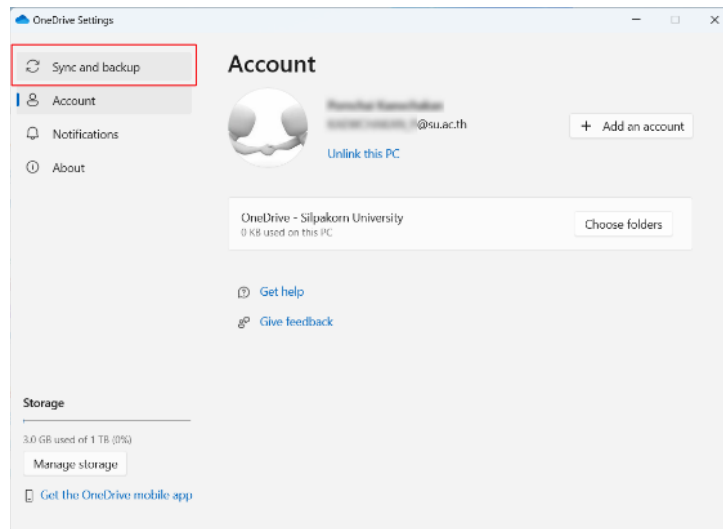 OneDrive Settings
Sync and backup
Account
Notifications
About
Account
@su.ac.th
Unlink this PC
+ Add an account
OneDrive - Silpakorn University
0 KB used on this PC
Choose folders
Get help
Give feedback
Storage
3.0 GB used of 1 TB (0%)
Manage storage
Get the OneDrive mobile app